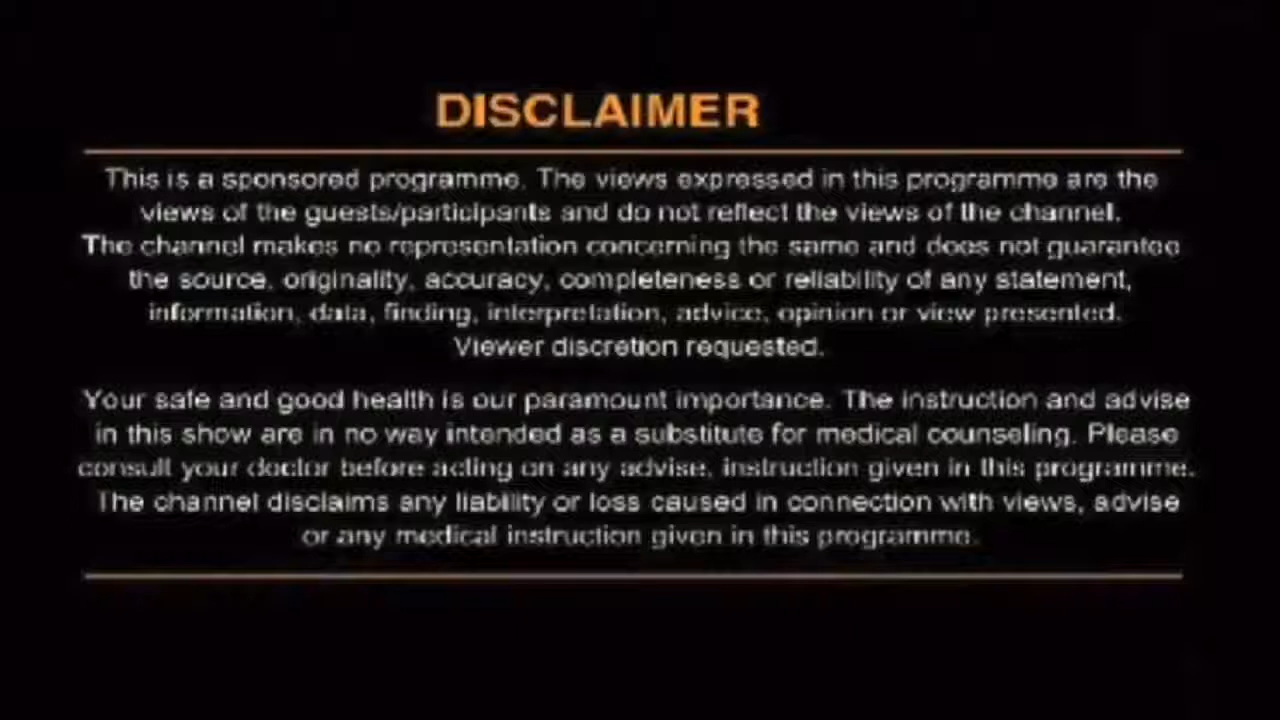 DISCLAIMER
This is a sponsored programme. The views expressed in this programme are the
views of the guests/participants and do not reflect the views of the channel.
The channel makes no representation concerning the same and does not guarantee
the source, originality, accuracy, completeness or reliability of any statement,
information, data, finding, interpretation, advice, opinion or view presented.
Viewer discretion requested.
Your safe and good health is our paramount importance. The instruction and advise
in this show are in no way intended as a substitute for medical counseling. Please
consult your doctor before acting on any advise, instruction given in this programme.
The channel disclaims any liability or loss caused in connection with views, advise
or any medical instruction given in this programme.